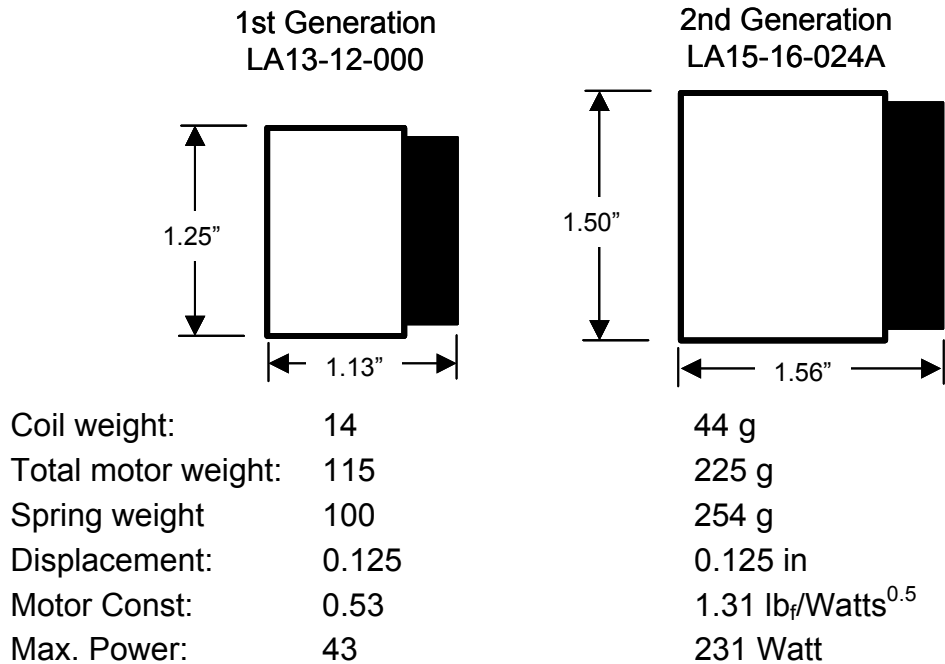 1st Generation
LA13-12-000
2nd Generation
LA15-16-024A
1.25”
1.13”
1.50”
1.56”
Coil weight: 14 44 g
Total motor weight: 115 225 g
Spring weight 100 254 g
Displacement: 0.125 0.125 in
Motor Const: 0.53 1.31 lbf/Watts0.5
Max. Power: 43 231 Watt